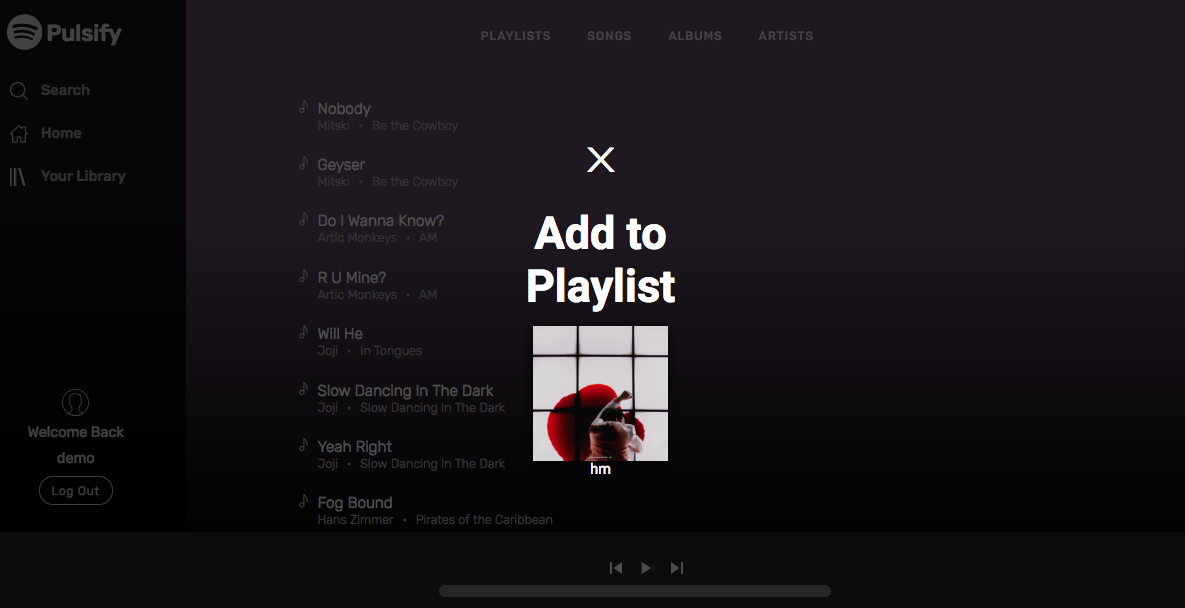 Pulsify
Search
Home
Your Library
Welcome Back
demo
Log Out
PLAYLISTS SONGS ALBUMS ARTISTS
Nobody
Mitski • Be the Cowboy
Geyser
Mitski • Be the Cowboy
Do I Wanna Know?
Artic Monkeys • AM
R U Mine?
Artic Monkeys • AM
Will He
Joji • In Tongues
Slow Dancing In The Dark
Joji • Slow Dancing In The Dark
Yeah Right
Joji • Slow Dancing In The Dark
Fog Bound
Hans Zimmer • Pirates of the Caribbean
Add to
Playlist
hm